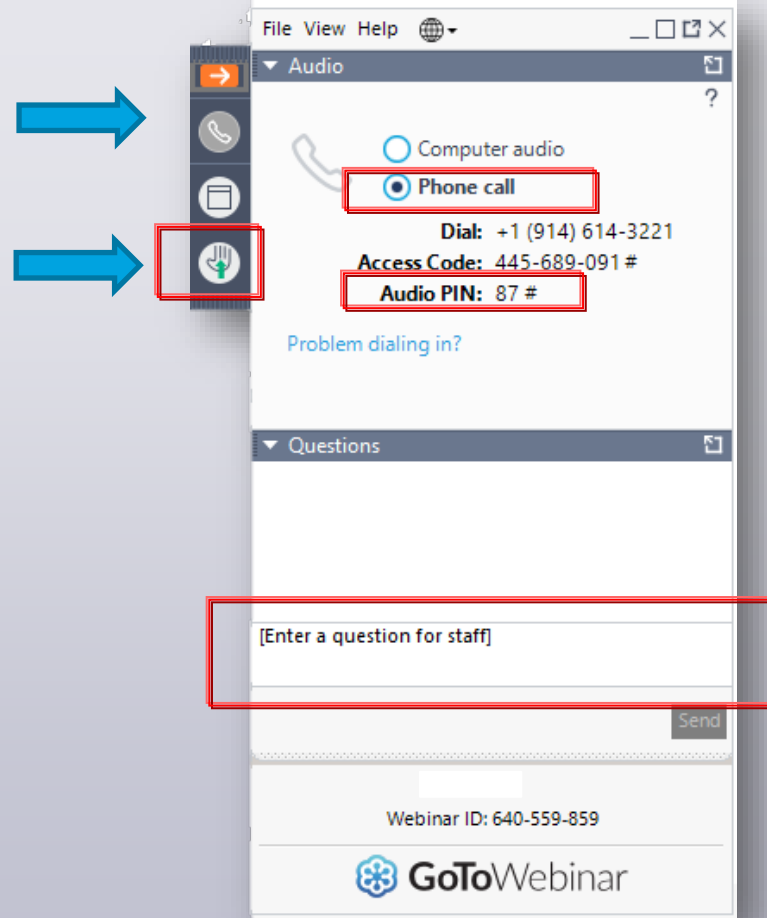 File View Help
Audio
?
Computer audio
Phone call
Dial: +1 (914) 614-3221
Access Code: 445-689-091 #
Audio PIN: 87 #
Problem dialing in?
Questions
[Enter a question for staff]
Send
Webinar ID: 640-559-859
GoToWebinar